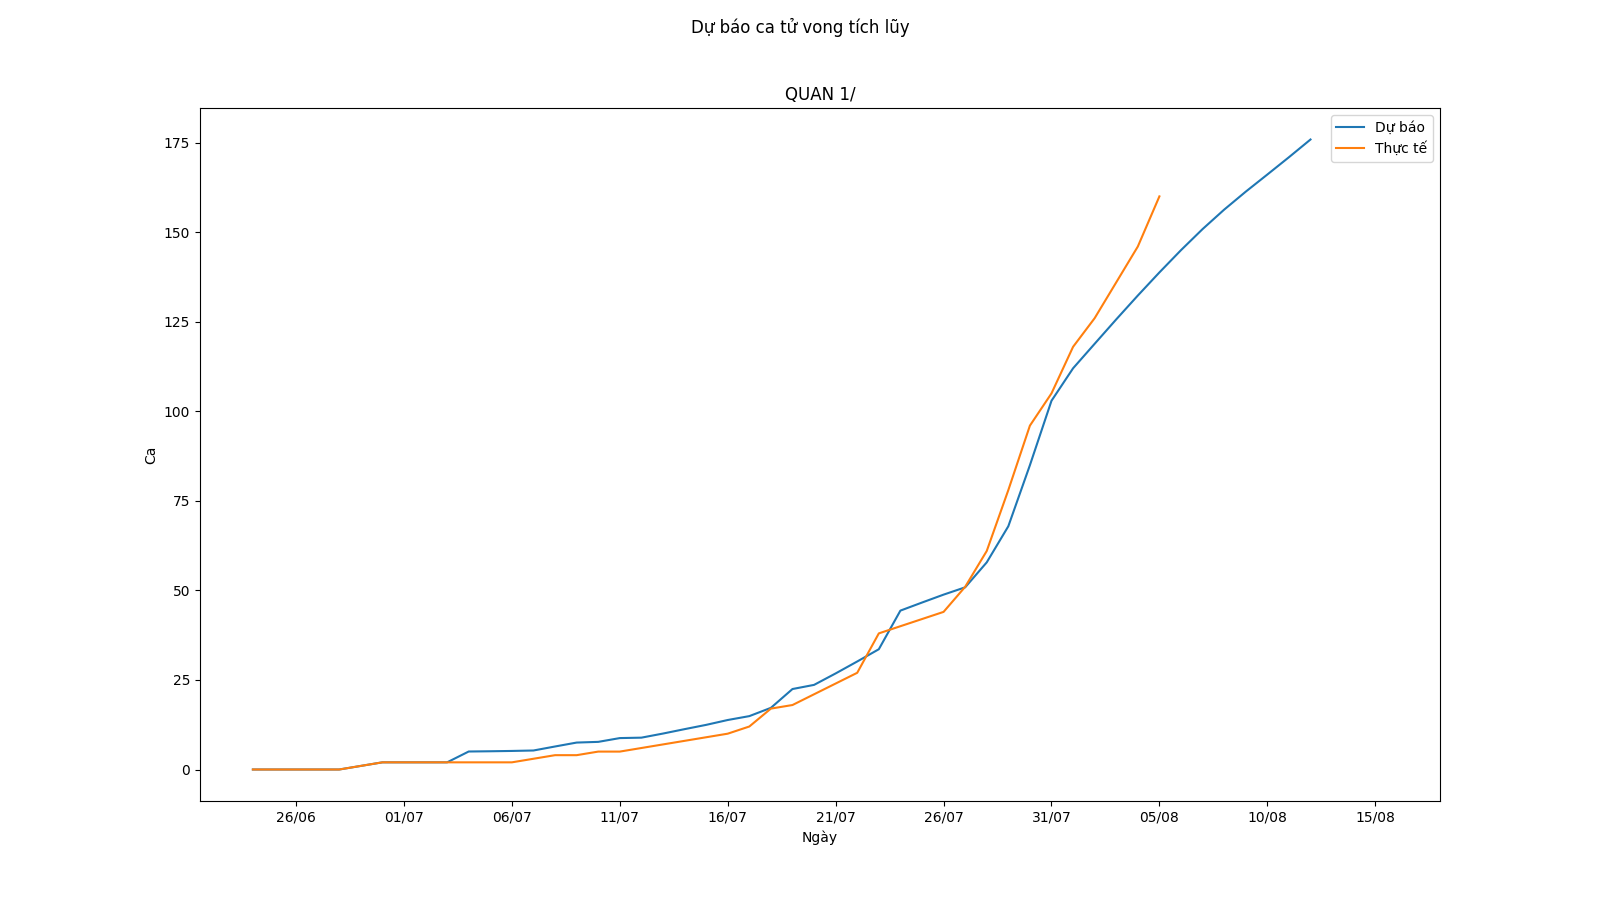 Dự báo ca tử vong tích lũy
QUAN 1/
Dự báo
Thực tế
175
150
125
100
75
50
25
0
Ca
26/06 01/07 06/07 11/07 16/07 21/07 26/07 31/07 05/08 10/08 15/08
Ngày